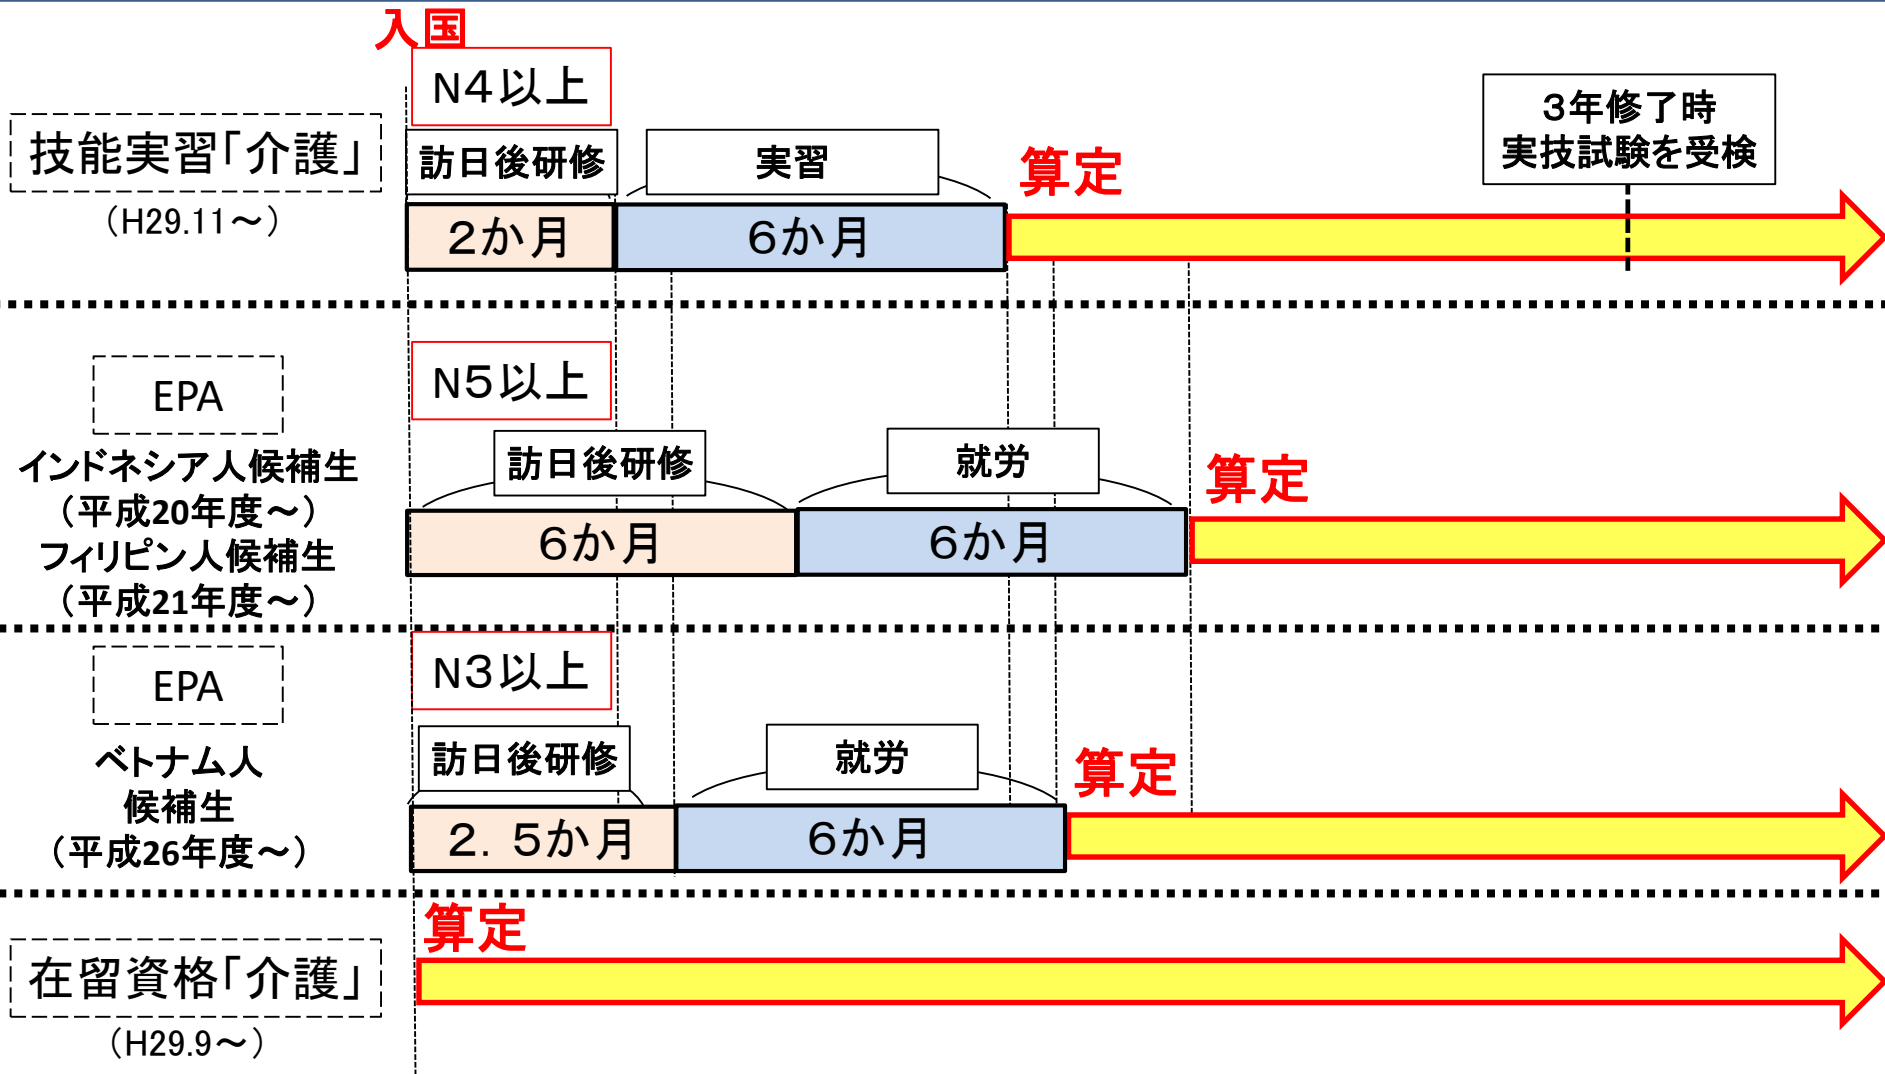 入国
N4以上
技能実習「介護」
(H29.11～)
訪日後研修
実習
算定
3年修了時
実技試験を受検
2か月
6か月
EPA
インドネシア人候補生
(平成20年度～)
フィリピン人候補生
(平成21年度～)
N5以上
訪日後研修
就労
算定
6か月
6か月
EPA
ベトナム人
候補生
(平成26年度～)
N3以上
訪日後研修
就労
算定
2．5か月
6か月
在留資格「介護」
(H29.9～)
算定